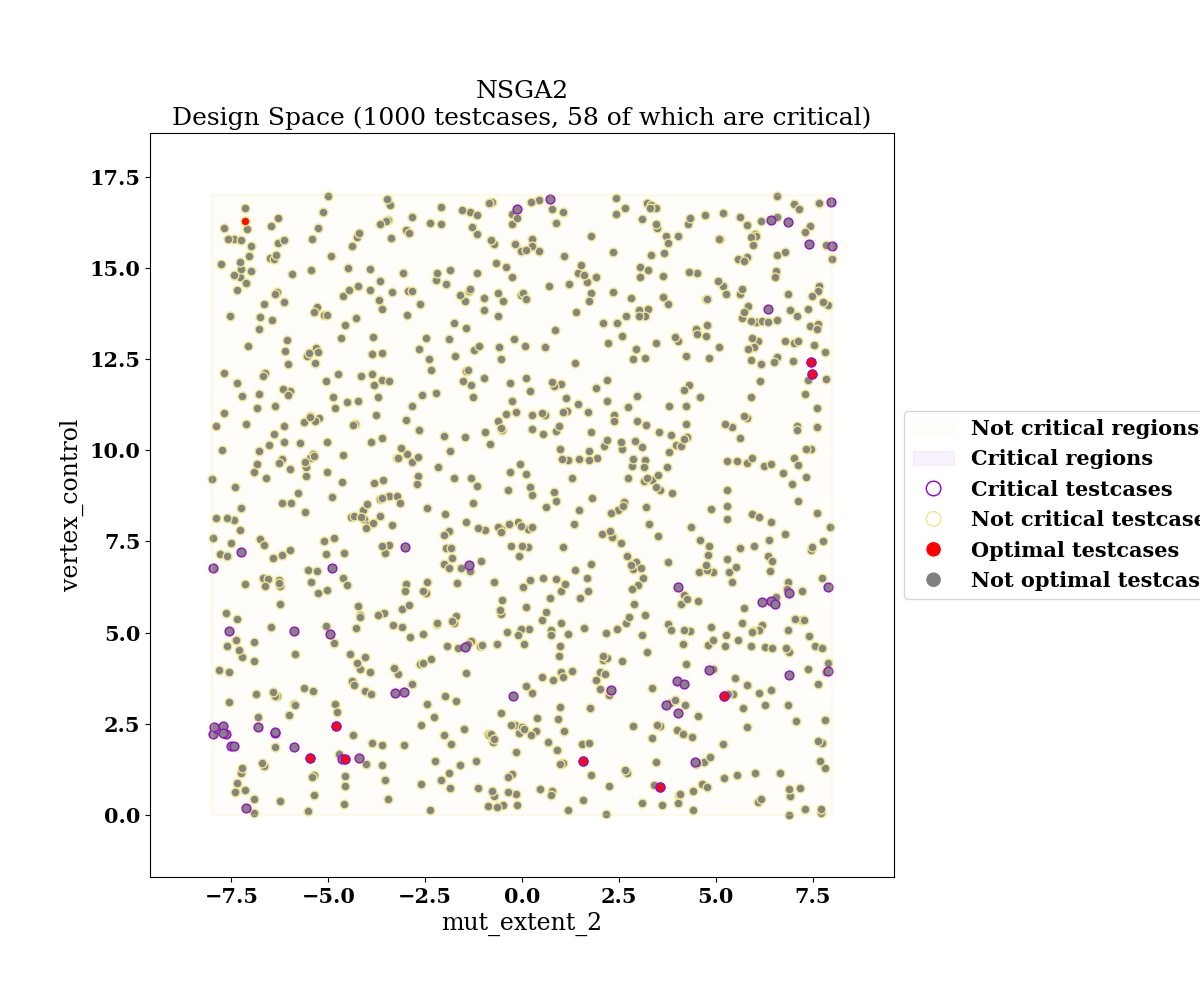 NSGA2
Design Space (1000 testcases, 58 of which are critical)
17.5
15.0
12.5
10.0
7.5
5.0
2.5
0.0
vertex_control
−7.5
−5.0
−2.5
0.0
2.5
5.0
7.5
mut_extent_2
Not critical regions
Critical regions
Critical testcases
Not critical testcase
Optimal testcases
Not optimal testcas